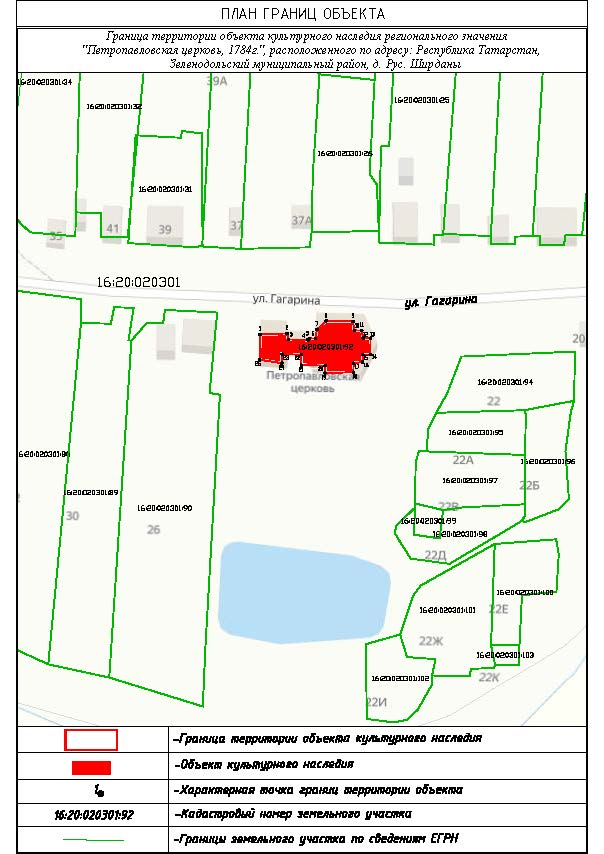 ПЛАН ГРАНИЦ ОБЪЕКТА
Граница территории объекта культурного наследия регионального значения
"Петропавловская церковь, 1784г.", расположенного по адресу: Республика Татарстан,
Зеленодольский муниципальный район, д. Рус. Ширданы
16:20:020301:34
39А
16:20:020301:32
16:20:020301:25
16:20:020301:26
16:20:020301:31
35
41
39
37
37А
16:20:020301
ул. Гагарина
ул. Гагарина
16:20:020301:92
20
Петропавловская
церковь
16:20:020301:94
22
16:20:020301:95
22А
16:20:020301:96
16:20:020301:97
22Б
16:20:020301:89
16:20:020301:90
22В
16:20:020301:99
16:20:020301:98
30
26
22Д
16:20:020301:100
16:20:020301:101
22Е
22Ж
16:20:020301:103
16:20:020301:102
22К
22И
–Граница территории объекта культурного наследия
–Объект культурного наследия
1
–Характерная точка границ территории объекта
16:20:020301:92
–Кадастровый номер земельного участка
–Границы земельного участка по сведениям ЕГРН